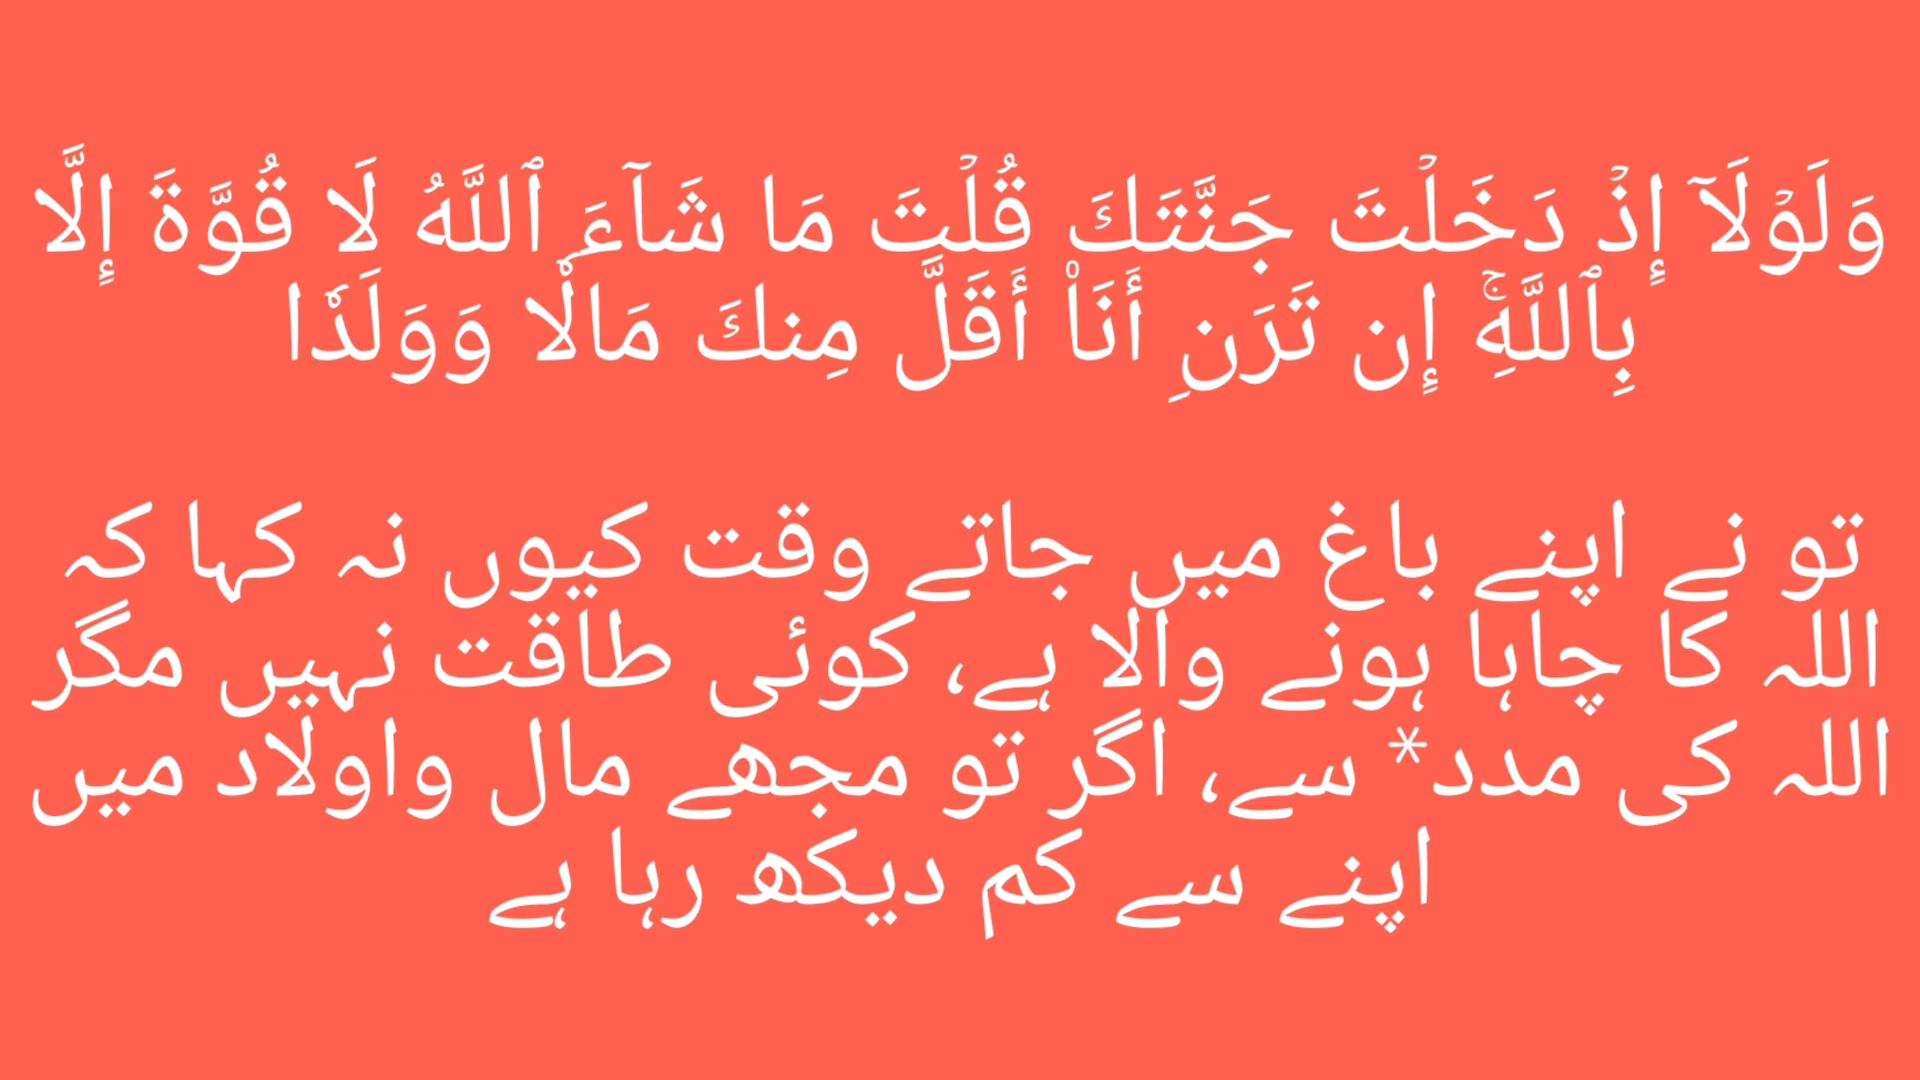 وَلَوۡلَآ إِذۡ دَخَلۡتَ جَنَّتَكَ قُلۡتَ مَا شَآءَ ٱللَّهُ لَا قُوَّةَ إِلَّا
بِٱللَّهِۚ إِن تَرَنِ أَنَا۠ أَقَلَّ مِنكَ مَالٗا وَوَلَدٗا
تو نے اپنے باغ میں جاتے وقت کیوں نہ کہا کہ
اللہ کا چاہا ہونے واﻻ ہے، کوئی طاقت نہیں مگر
اللہ کی مدد* سے، اگر تو مجھے مال واوﻻد میں
اپنے سے کم دیکھ رہا ہے